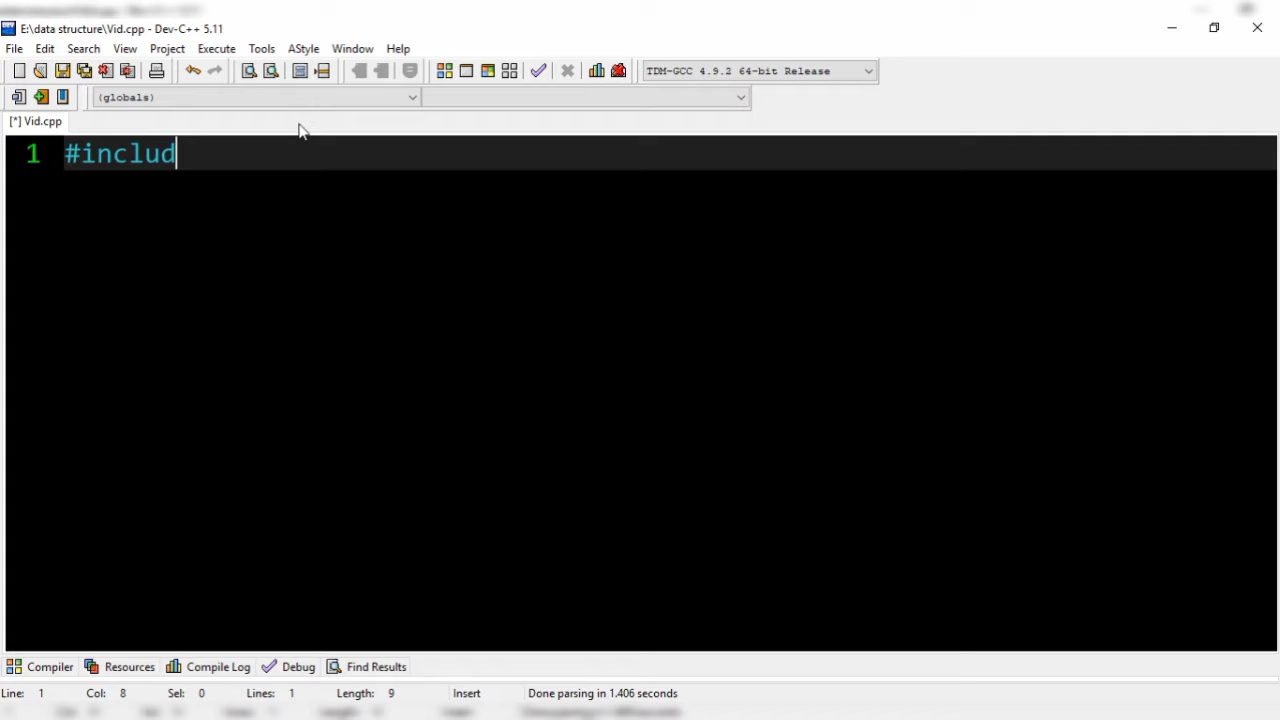 E:\data structure\Vid.cpp - Dev-C++ 5.11
File Edit Search View Project Execute Tools AStyle Window Help
TDM-GCC 4.9.2 64-bit Release
(globals)
[*] Vid.cpp
1 #includ
Compiler Resources Compile Log Debug Find Results
Line: 1 Col: 8 Sel: 0 Lines: 1 Length: 9 Insert Done parsing in 1.406 seconds